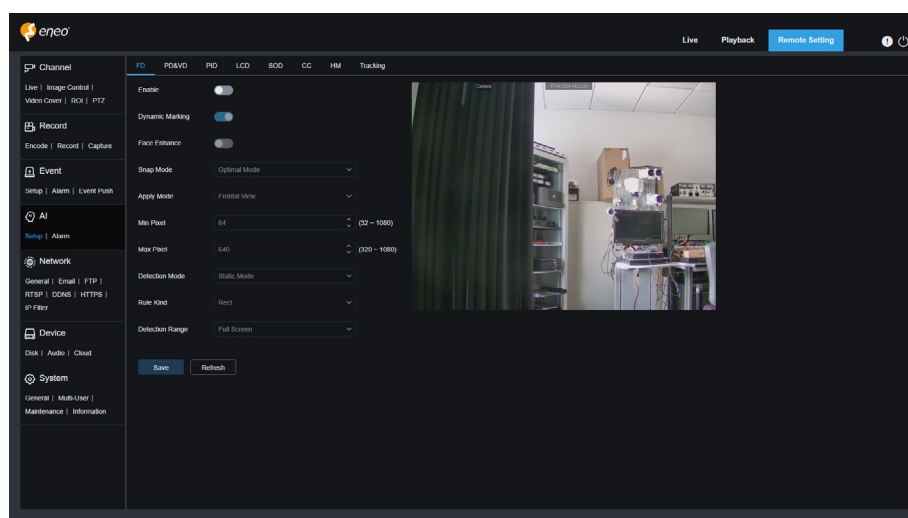 eneo
Live Playback Remote Setting
Channel
Live | Image Control |
Video Cover | ROI | PTZ
Record
Encode | Record | Capture
Event
Setup | Alarm | Event Push
AI
Setup | Alarm
Network
General | Email | FTP |
RTSP | DDNS | HTTPS |
IP Filter
Device
Disk | Audio | Cloud
System
General | Multi-User |
Maintenance | Information
FD PD&VD PID LCD SOD CC HM Tracking
Enable
Dynamic Marking
Face Enhance
Snap Mode Optimal Mode
Apply Mode Frontal View
Min Pixel 64 (32 ~ 1080)
Max Pixel 640 (320 ~ 1080)
Detection Mode Static Mode
Rule Kind Rect
Detection Range Full Screen
Save Refresh
Camera